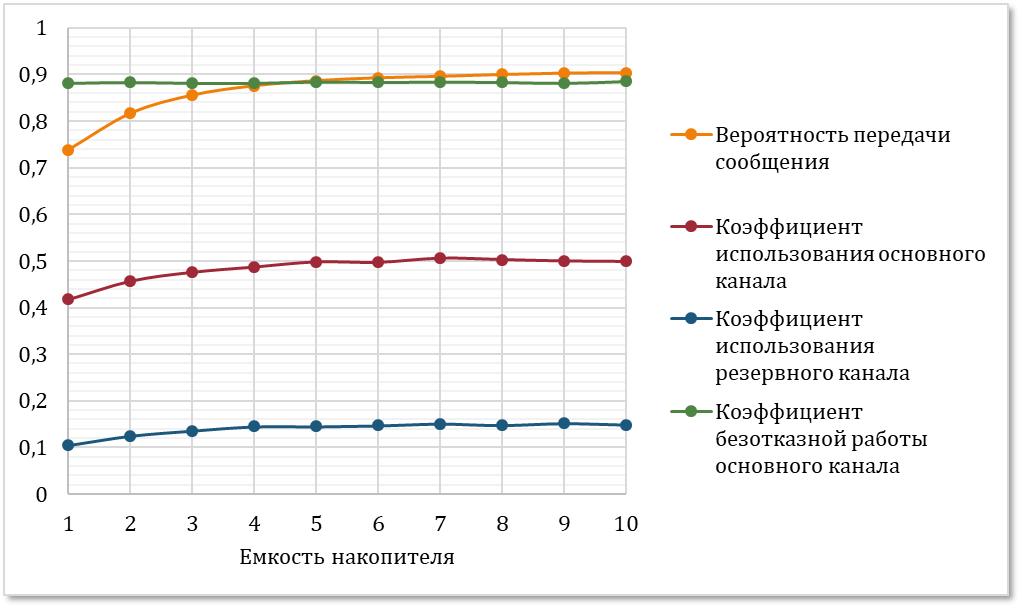 1
0,9
0,8
0,7
0,6
0,5
0,4
0,3
0,2
0,1
0
1 2 3 4 5 6 7 8 9 10
Емкость накопителя
Вероятность передачи
сообщения
Коэффициент
использования основного
канала
Коэффициент
использования
резервного канала
Коэффициент
безотказной работы
основного канала